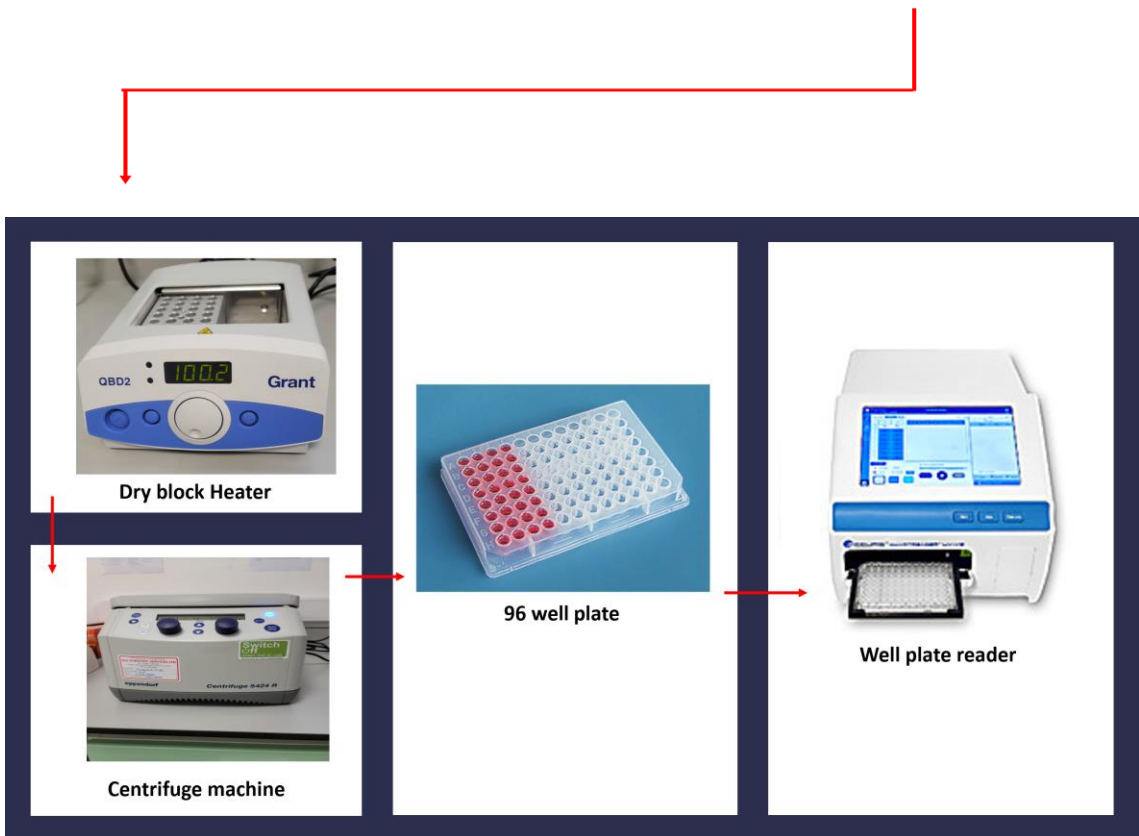 QBD2
100.2
Grant
Dry block Heater
Switch
Off
eppendorf
Centrifuge 5424 R
Centrifuge machine
96 well plate
Well plate reader